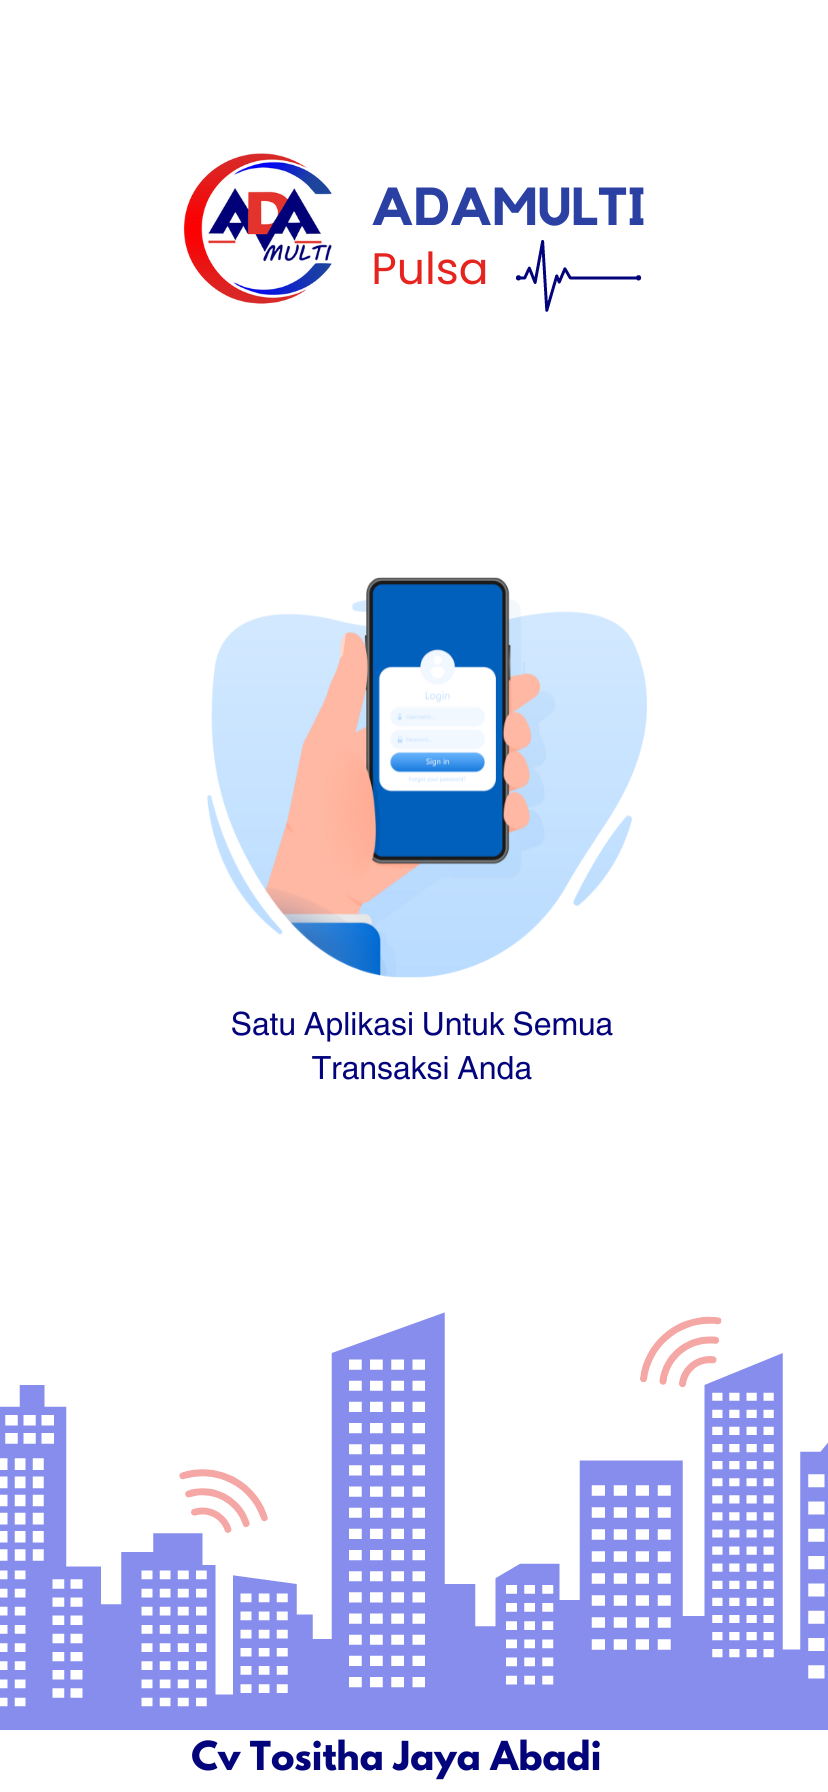 ADA
MULTI
ADAMULTI
Pulsa
Login
Sign in
Satu Aplikasi Untuk Semua
Transaksi Anda
Cv Tositha Jaya Abadi